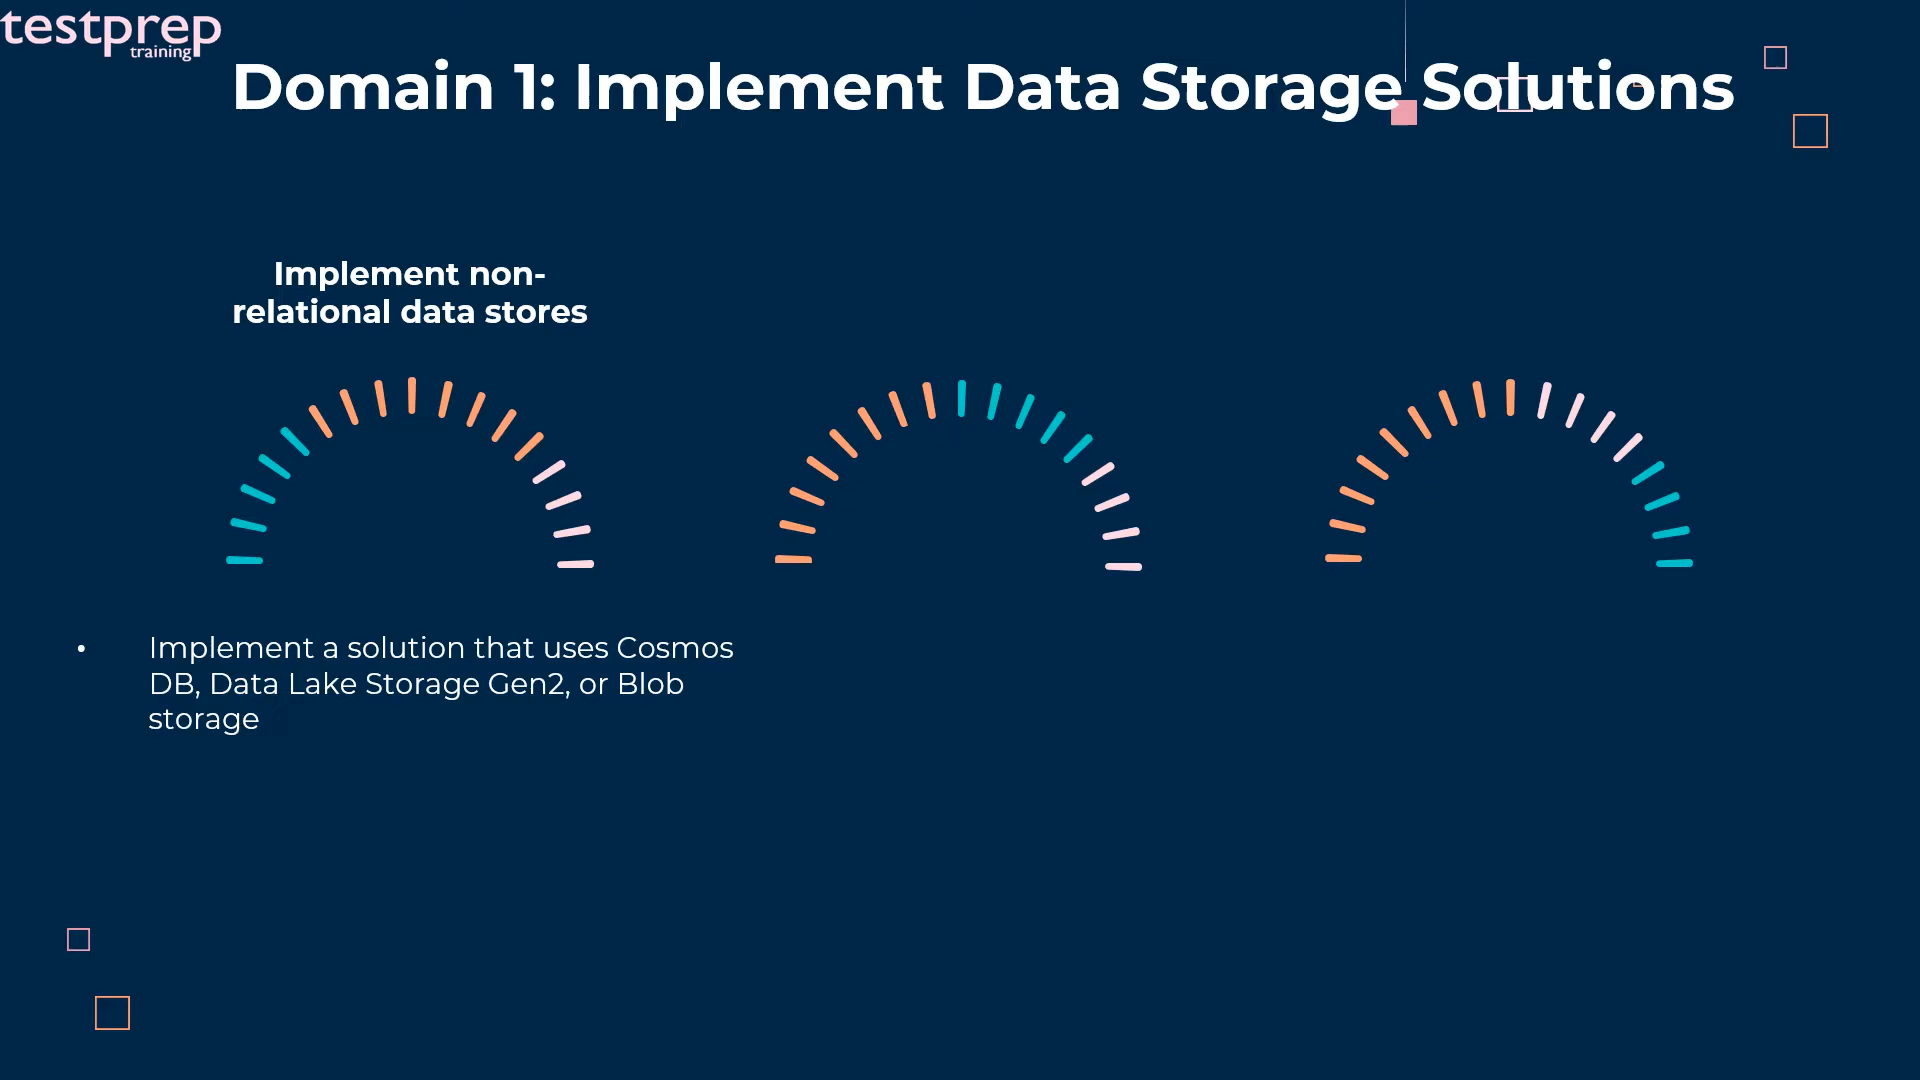 testprep
training
Domain 1: Implement Data Storage Solutions
Implement non-
relational data stores
• Implement a solution that uses Cosmos
DB, Data Lake Storage Gen2, or Blob
storage